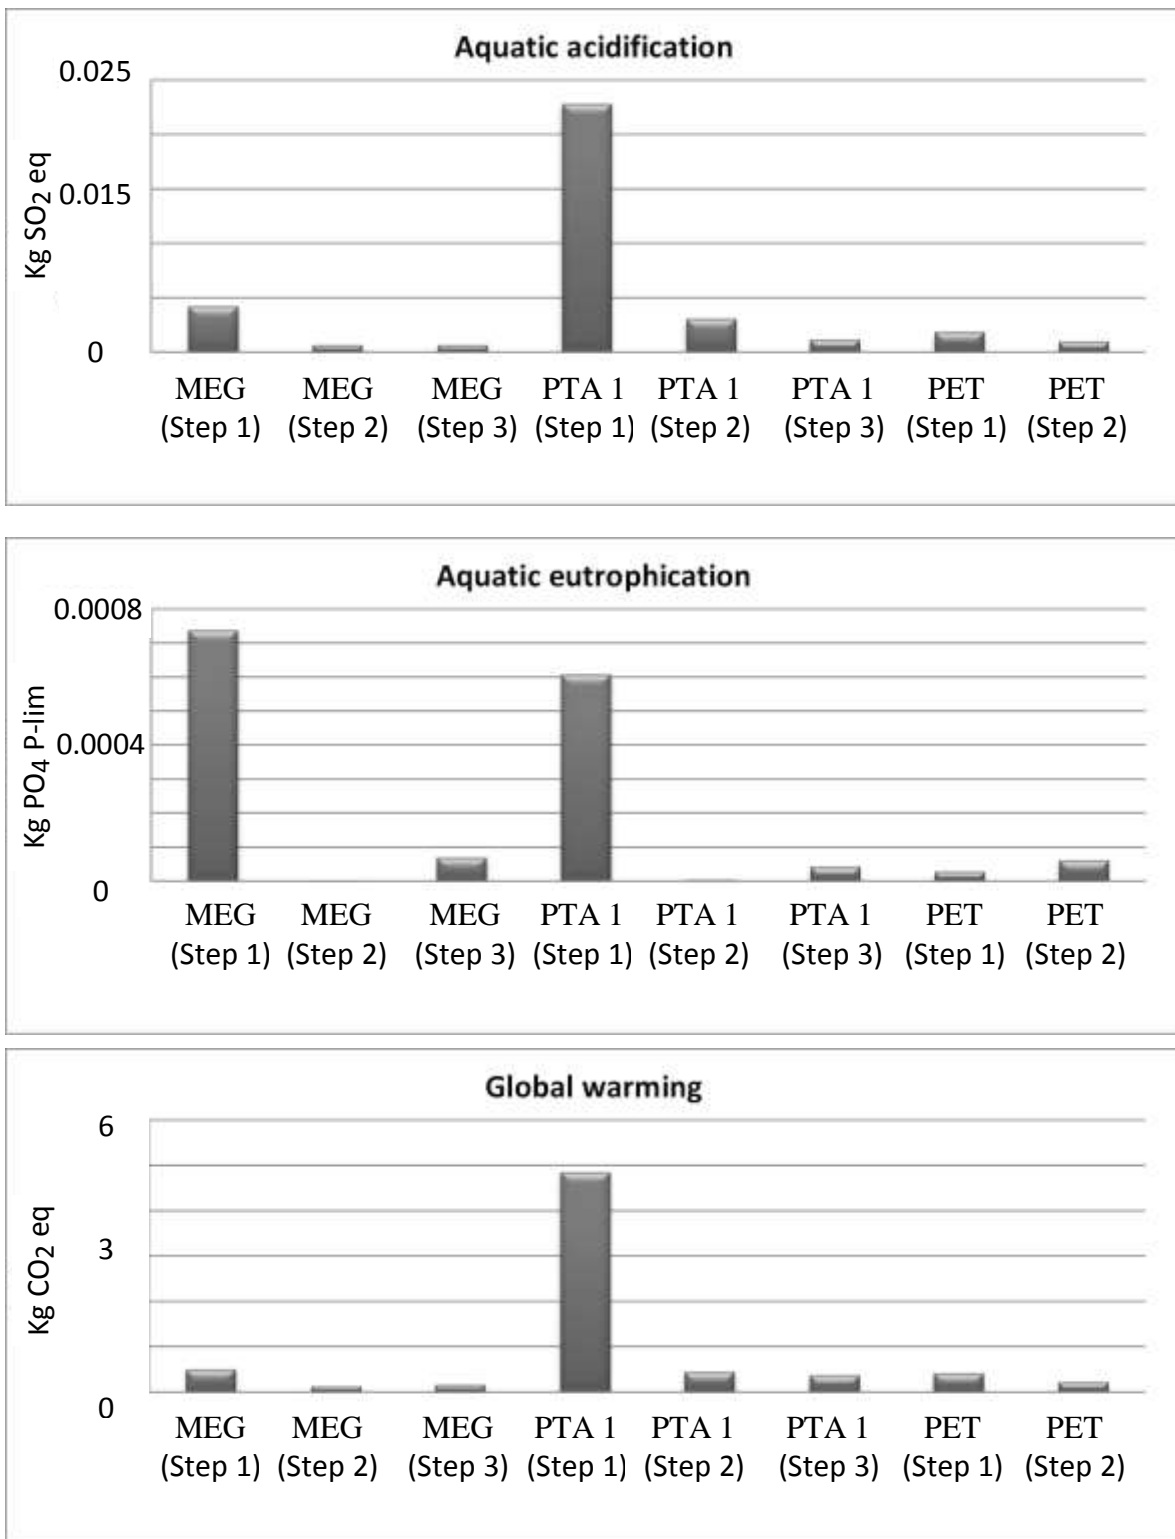 Aquatic acidification
0.025
0.015
0
Kg SO2 eq
MEG MEG MEG PTA 1 PTA 1 PTA 1 PET PET
(Step 1) (Step 2) (Step 3) (Step 1) (Step 2) (Step 3) (Step 1) (Step 2)
Aquatic eutrophication
0.0008
0.0004
0
Kg PO4 P-lim
MEG MEG MEG PTA 1 PTA 1 PTA 1 PET PET
(Step 1) (Step 2) (Step 3) (Step 1) (Step 2) (Step 3) (Step 1) (Step 2)
Global warming
6
3
0
Kg CO2 eq
MEG MEG MEG PTA 1 PTA 1 PTA 1 PET PET
(Step 1) (Step 2) (Step 3) (Step 1) (Step 2) (Step 3) (Step 1) (Step 2)